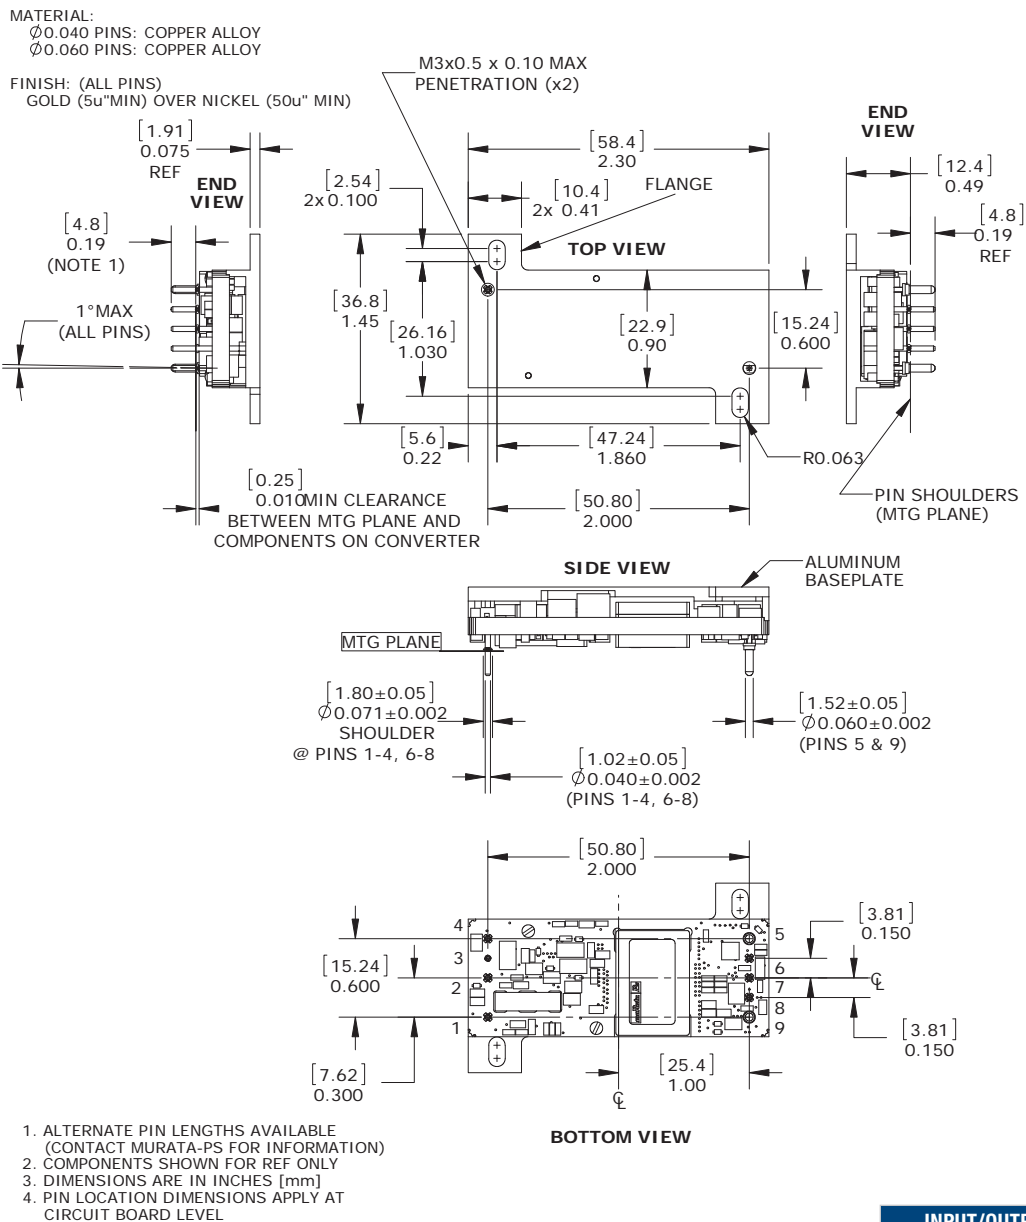 MATERIAL:
∅0.040 PINS: COPPER ALLOY
∅0.060 PINS: COPPER ALLOY
FINISH: (ALL PINS)
GOLD (5u"MIN) OVER NICKEL (50u" MIN)
M3x0.5 x 0.10 MAX
PENETRATION (x2)
[1.91]
0.075
REF
END
VIEW
[4.8]
0.19
(NOTE 1)
1°MAX
(ALL PINS)
[2.54]
2x 0.100
[58.4]
2.30
[10.4]
2x 0.41
FLANGE
TOP VIEW
[36.8]
1.45
[26.16]
1.030
[22.9]
0.90
[15.24]
0.600
END
VIEW
[12.4]
0.49
[4.8]
0.19
REF
[5.6]
0.22
[47.24]
1.860
R0.063
[50.80]
2.000
PIN SHOULDERS
(MTG PLANE)
[0.25]
0.010MIN CLEARANCE
BETWEEN MTG PLANE AND
COMPONENTS ON CONVERTER
SIDE VIEW
ALUMINUM
BASEPLATE
MTG PLANE
[1.80±0.05]
∅0.071±0.002
SHOULDER
@ PINS 1-4, 6-8
[1.52±0.05]
∅0.060±0.002
(PINS 5 & 9)
[1.02±0.05]
∅0.040±0.002
(PINS 1-4, 6-8)
[50.80]
2.000
4
3
2
1
5
6
7
8
9
[15.24]
0.600
[7.62]
0.300
[3.81]
0.150
℄
[3.81]
0.150
[25.4]
1.00
℄
BOTTOM VIEW
1. ALTERNATE PIN LENGTHS AVAILABLE
(CONTACT MURATA-PS FOR INFORMATION)
2. COMPONENTS SHOWN FOR REF ONLY
3. DIMENSIONS ARE IN INCHES [mm]
4. PIN LOCATION DIMENSIONS APPLY AT
CIRCUIT BOARD LEVEL